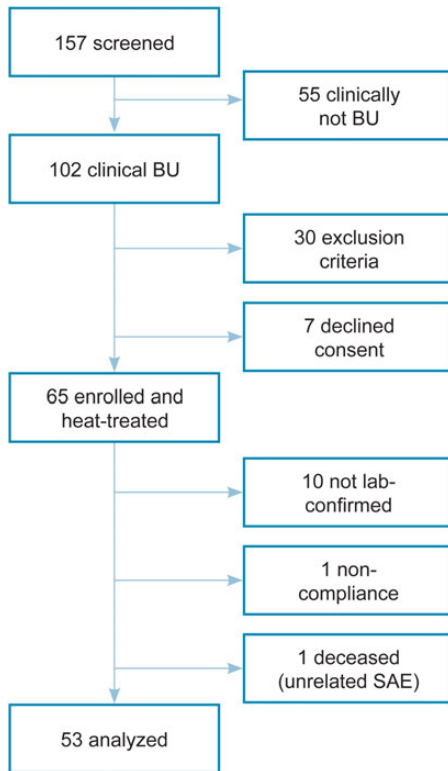 157 screened
55 clinically
not BU
102 clinical BU
30 exclusion
criteria
7 declined
consent
65 enrolled and
heat-treated
10 not lab-
confirmed
1 non-
compliance
1 deceased
(unrelated SAE)
53 analyzed